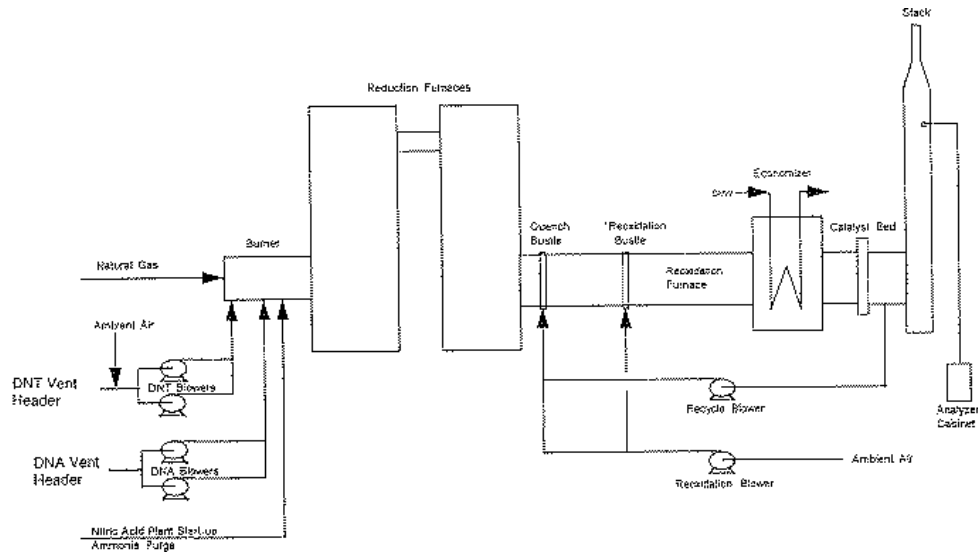 Stack
Reduction Furnaces
Economizer
BFW
Quench
Bustle
"Reoxidation
Bustle
Catalyst Bed
Burner
Natural Gas
Reoxidation
Furnace
Ambient Air
DNT Vent
Header
DNT Blowers
Recycle Blower
Analyzer
Cabinet
DNA Vent
Header
DNA Blowers
Ambient Air
Reoxidation Blower
Nitric Acid Plant Start-up
Ammonia Purge